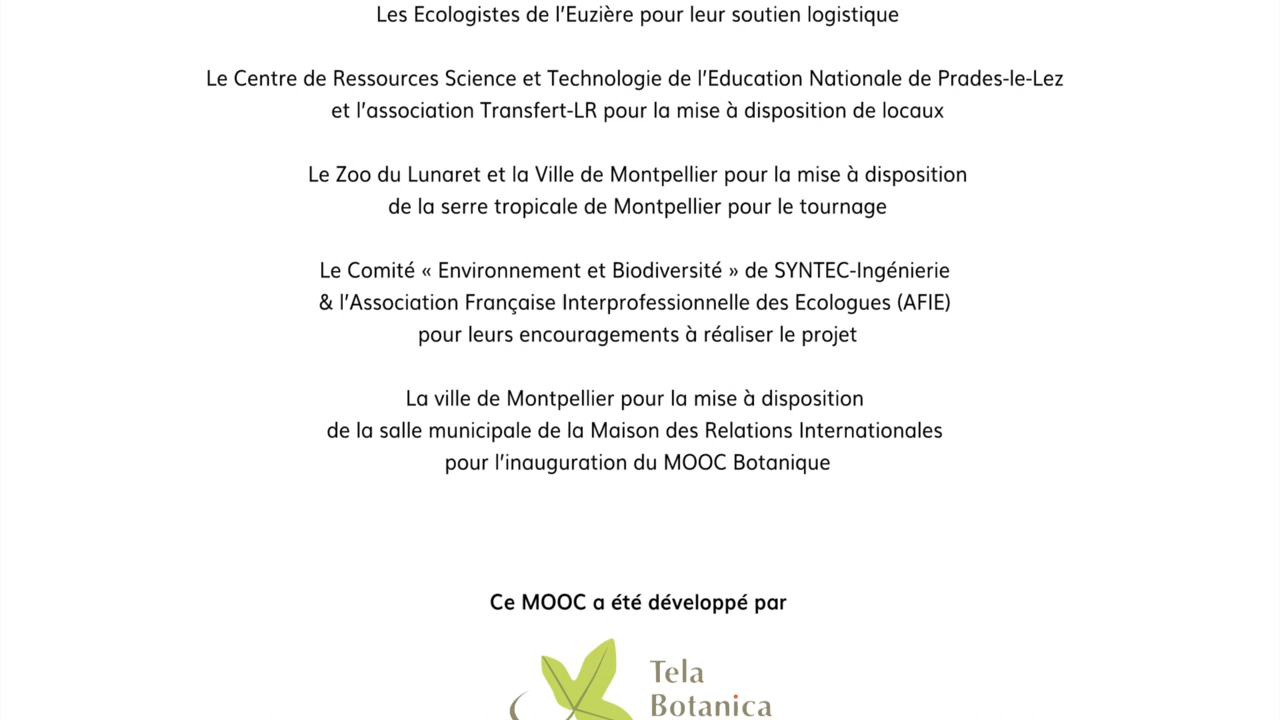 Les Ecologistes de l'Euzière pour leur soutien logistique
Le Centre de Ressources Science et Technologie de l'Education Nationale de Prades-le-Lez
et l'association Transfert-LR pour la mise à disposition de locaux
Le Zoo du Lunaret et la Ville de Montpellier pour la mise à disposition
de la serre tropicale de Montpellier pour le tournage
Le Comité « Environnement et Biodiversité » de SYNTEC-Ingénierie
& l'Association Française Interprofessionnelle des Ecologues (AFIE)
pour leurs encouragements à réaliser le projet
La ville de Montpellier pour la mise à disposition
de la salle municipale de la Maison des Relations Internationales
pour l'inauguration du MOOC Botanique
Ce MOOC a été développé par
Tela
Botanica